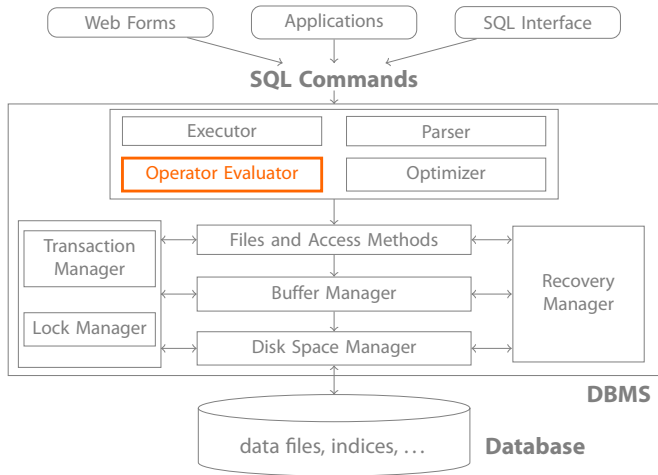 Web Forms
Applications
SQL Interface
SQL Commands
Executor
Parser
Operator Evaluator
Optimizer
Transaction
Manager
Lock Manager
Files and Access Methods
Buffer Manager
Disk Space Manager
Recovery
Manager
DBMS
data files, indices, …
Database